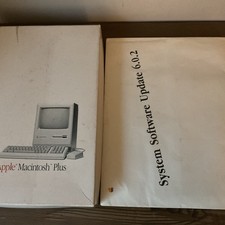 Apple Macintosh Plus
System Software Update 6.0.2